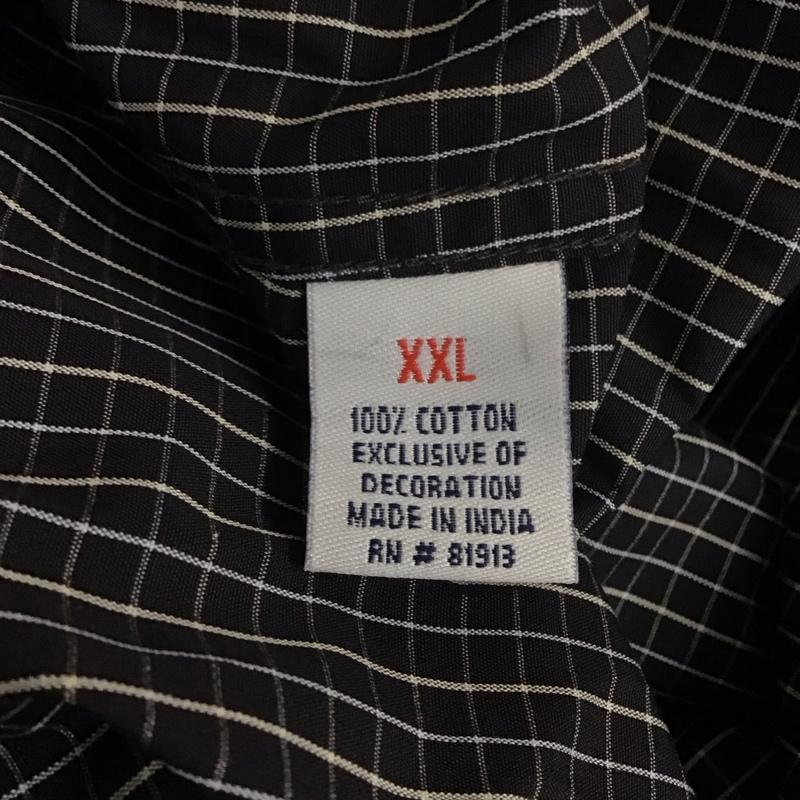 XXL
100% COTTON
EXCLUSIVE OF
DECORATION
MADE IN INDIA
RN # 81913